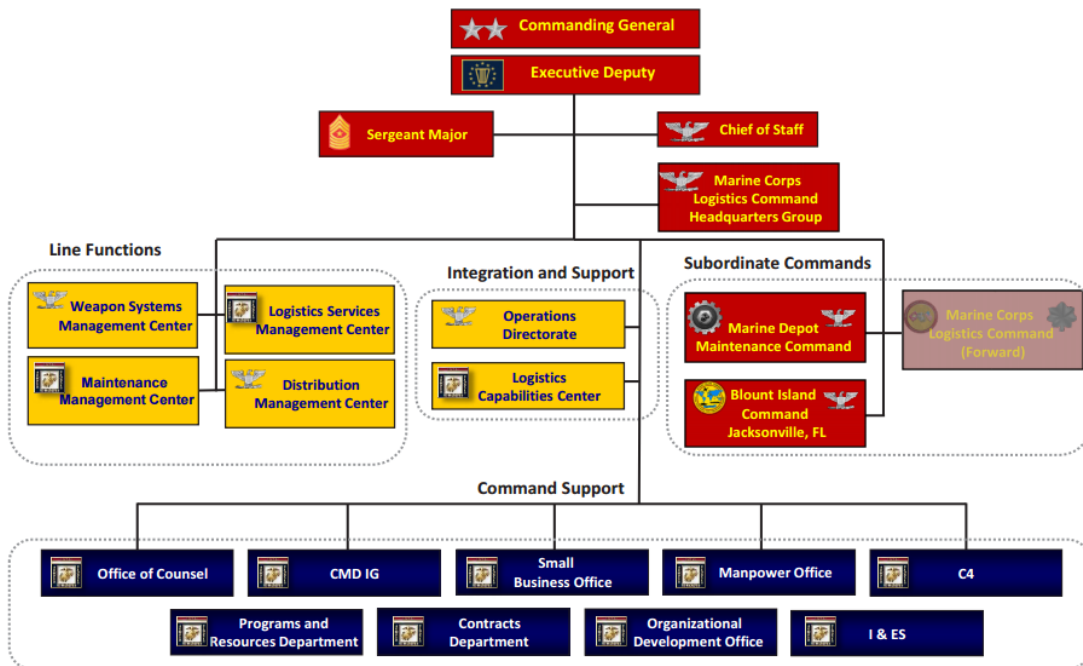 Commanding General
Executive Deputy
Sergeant Major
Chief of Staff
Marine Corps
Logistics Command
Headquarters Group
Line Functions
Integration and Support
Subordinate Commands
Weapon Systems
Management Center
Logistics Services
Management Center
Maintenance
Management Center
Distribution
Management Center
Operations
Directorate
Logistics
Capabilities Center
Marine Depot
Maintenance Command
Marine Corps
Logistics Command
(Forward)
Blount Island
Command
Jacksonville, FL
Command Support
Office of Counsel
CMD IG
Small
Business Office
Manpower Office
C4
Programs and
Resources Department
Contracts
Department
Organizational
Development Office
I & ES